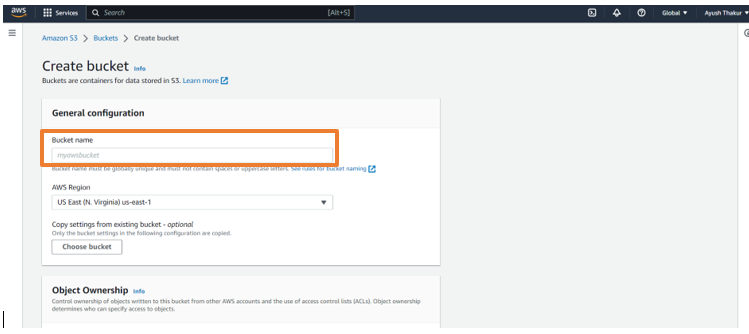 aws Services Search [Alt+S] Global Ayush Thakur
Amazon S3 > Buckets > Create bucket
Create bucket Info
Buckets are containers for data stored in S3. Learn more
General configuration
Bucket name
myawsbucket
Bucket name must be globally unique and must not contain spaces or uppercase letters. See rules for bucket naming
AWS Region
US East (N. Virginia) us-east-1
Copy settings from existing bucket - optional
Only the bucket settings in the following configuration are copied.
Choose bucket
Object Ownership Info
Control ownership of objects written to this bucket from other AWS accounts and the use of access control lists (ACLs). Object ownership
determines who can specify access to objects.